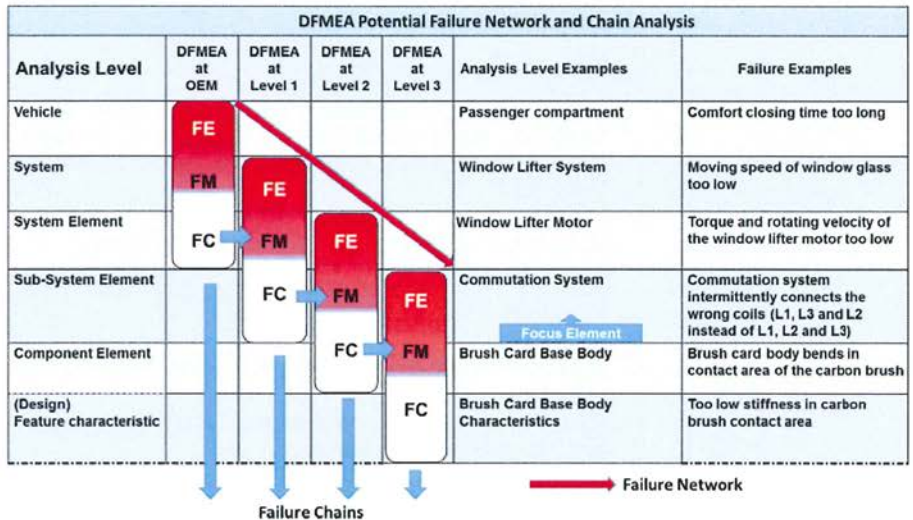 DFMEA Potential Failure Network and Chain Analysis
Analysis Level
DFMEA
at
OEM
DFMEA
at
Level 1
DFMEA
at
Level 2
DFMEA
at
Level 3
Analysis Level Examples
Failure Examples
Vehicle
FE
Passenger compartment
Comfort closing time too long
System
FM
FE
Window Lifter System
Moving speed of window glass
too low
System Element
FC
FM
FE
Window Lifter Motor
Torque and rotating velocity of
the window lifter motor too low
Sub-System Element
FC
FM
FE
Commutation System
Focus Element
Commutation system
intermittently connects the
wrong coils (L1, L3 and L2
instead of L1, L2 and L3)
Component Element
FC
FM
Brush Card Base Body
Brush card body bends in
contact area of the carbon brush
(Design)
Feature characteristic
FC
Brush Card Base Body
Characteristics
Too low stiffness in carbon
brush contact area
Failure Network
Failure Chains